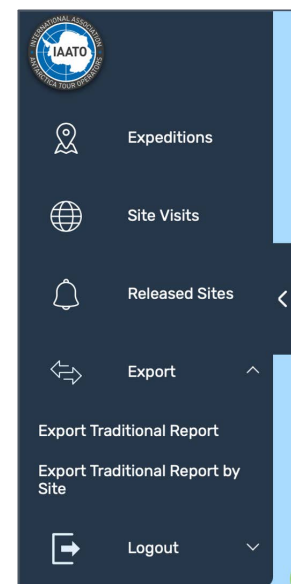 INTERNATIONAL ASSOCIATION
IAATO
ANTARCTICA TOUR OPERATORS
Expeditions
Site Visits
Released Sites
Export
Export Traditional Report
Export Traditional Report by
Site
Logout